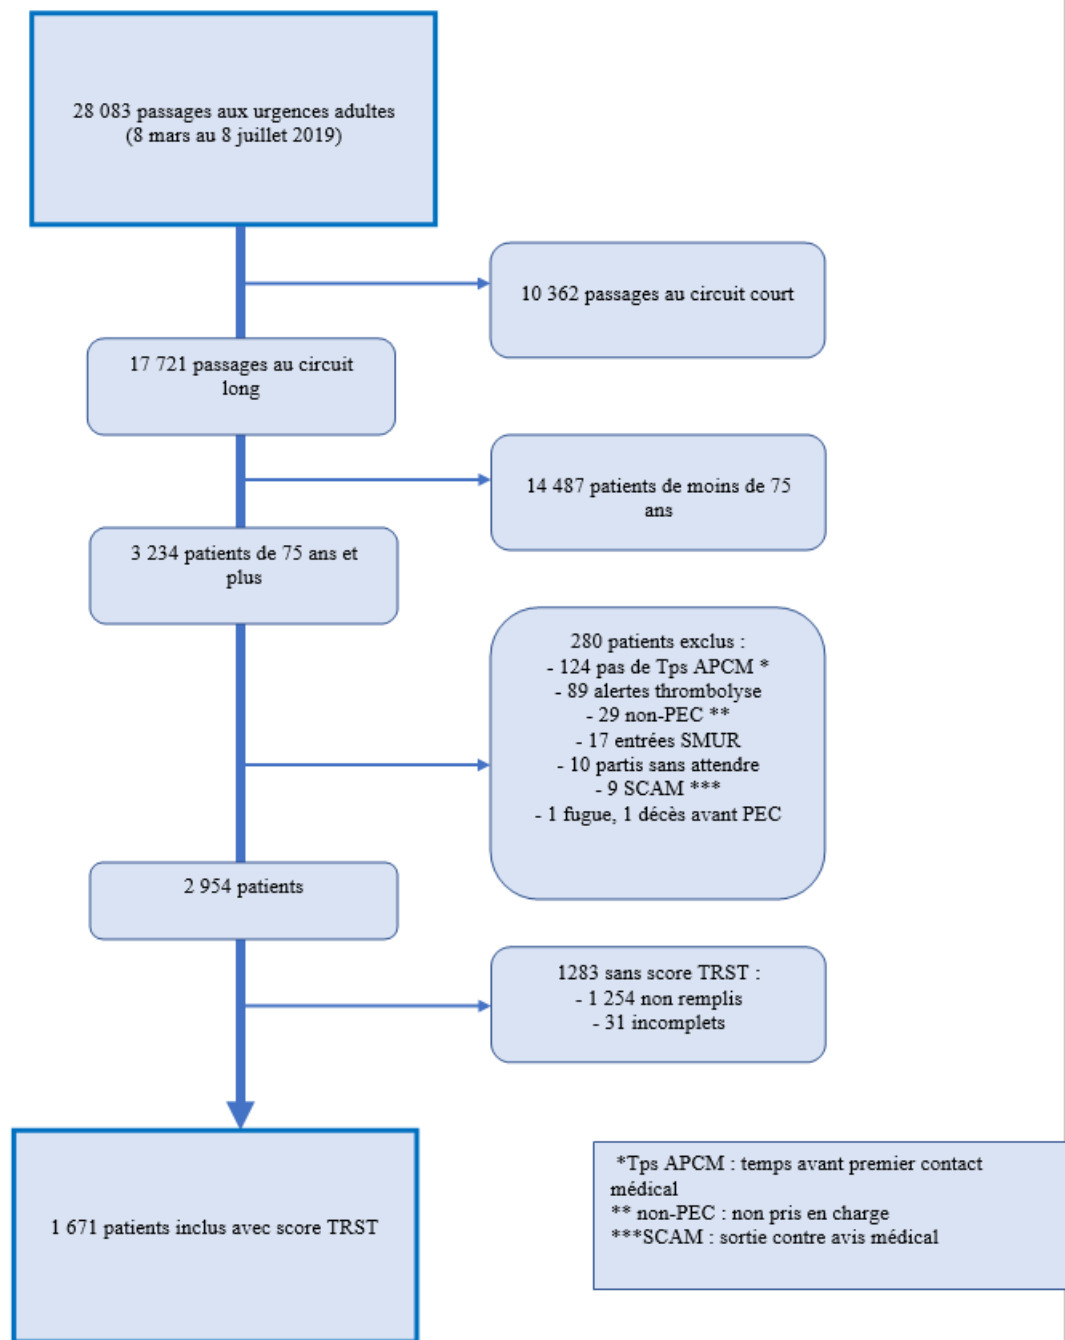 28 083 passages aux urgences adultes
(8 mars au 8 juillet 2019)
10 362 passages au circuit court
17 721 passages au circuit
long
14 487 patients de moins de 75
ans
3 234 patients de 75 ans et
plus
280 patients exclus :
- 124 pas de Tps APCM *
- 89 alertes thrombolyse
- 29 non-PEC **
- 17 entrées SMUR
- 10 partis sans attendre
- 9 SCAM ***
- 1 fugue, 1 décès avant PEC
2 954 patients
1283 sans score TRST :
- 1 254 non remplis
- 31 incomplets
1 671 patients inclus avec score TRST
*Tps APCM : temps avant premier contact
médical
** non-PEC : non pris en charge
***SCAM : sortie contre avis médical